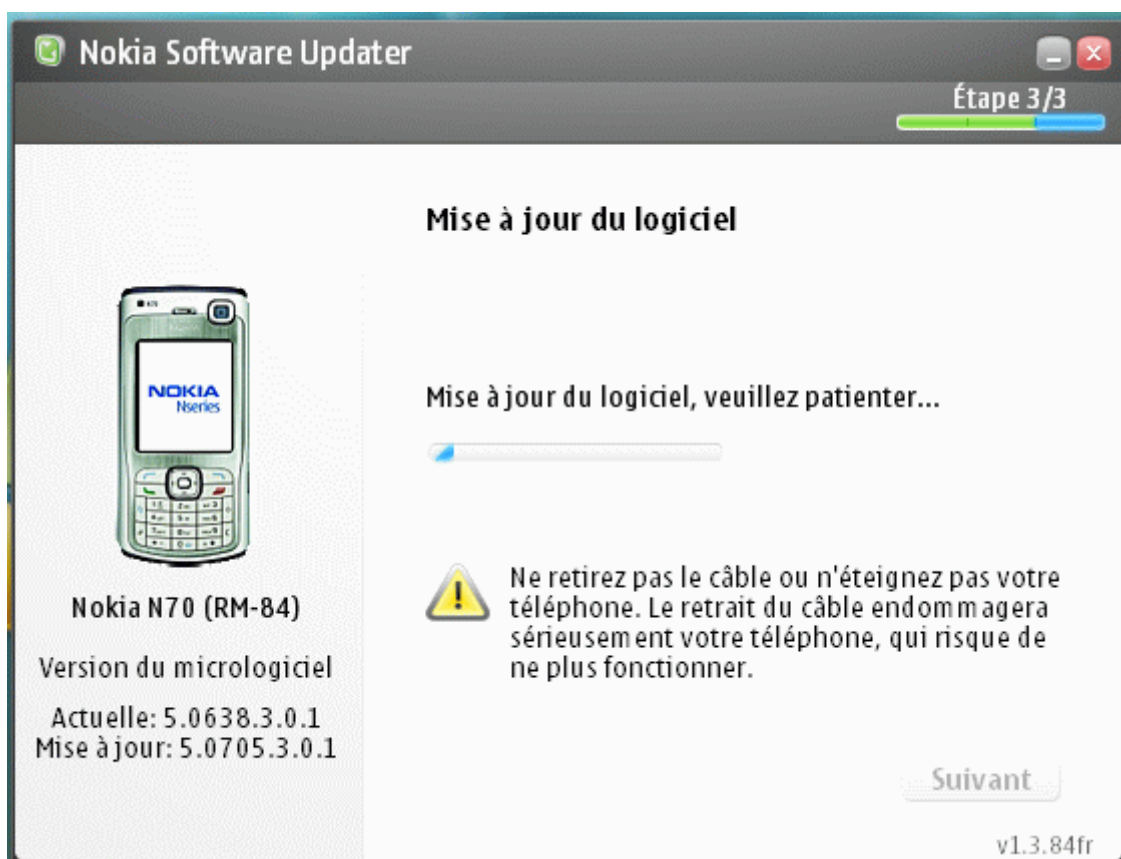 Nokia Software Updater
Étape 3/3
Mise à jour du logiciel
NOKIA
Nseries
Mise à jour du logiciel, veuillez patienter...
Nokia N70 (RM-84)
Version du micrologiciel
Actuelle: 5.0638.3.0.1
Mise à jour: 5.0705.3.0.1
Ne retirez pas le câble ou n'éteignez pas votre
téléphone. Le retrait du câble endommagera
sérieusement votre téléphone, qui risque de
ne plus fonctionner.
Suivant
v1.3.84fr